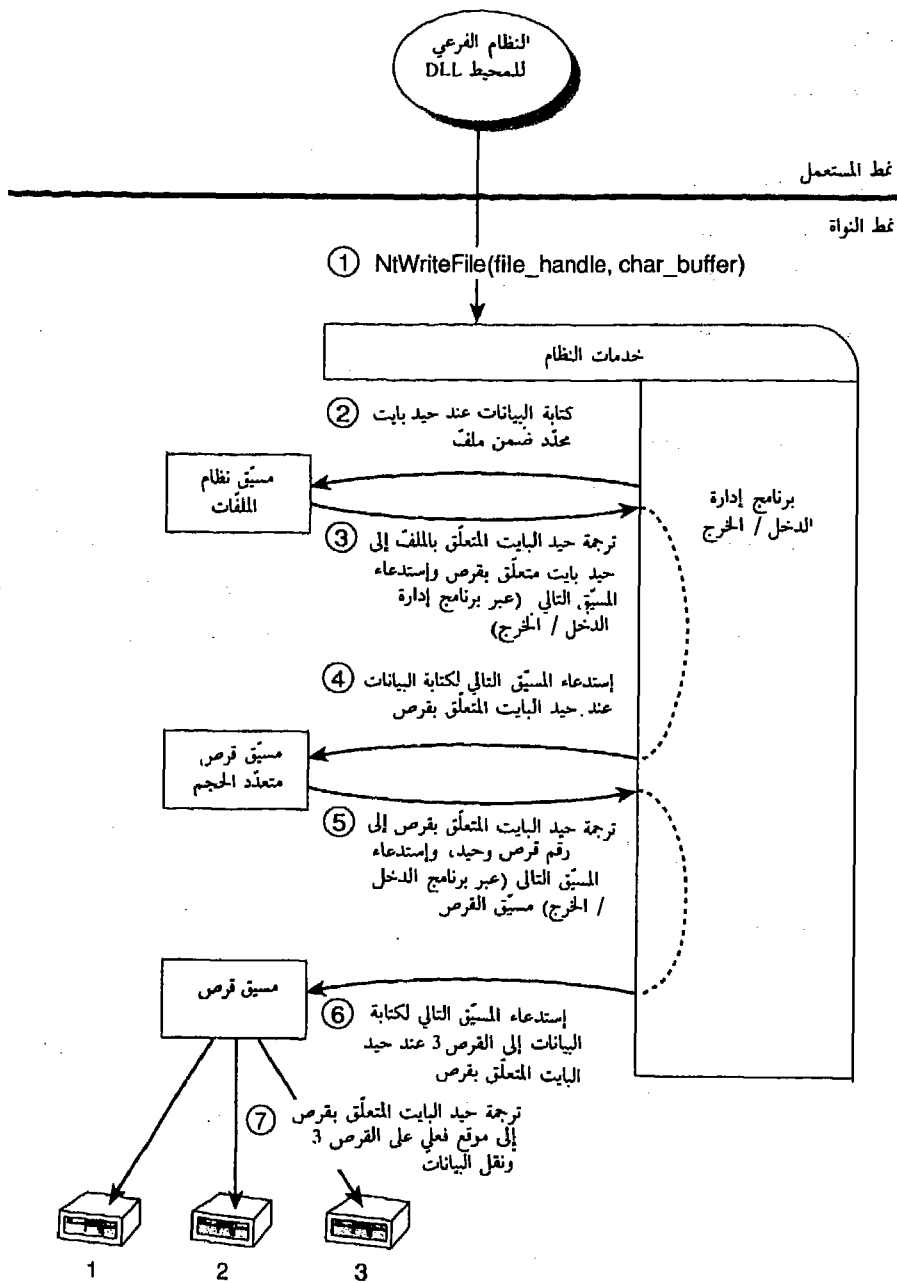 النظام الفرعي
للمحيط DLL
نمط المستعمل
نمط النواة
① NtWriteFile(file_handle, char_buffer)
خدمات النظام
② كتابة البيانات عند حيد بايت
محدّد ضمن ملفّ
مسيّق نظام
الملفّات
برنامج إدارة
الدخل / الخرج
③ ترجمة حيد البايت المتعلّق بالملفّ إلى
حيد بايت متعلّق بقرص وإستدعاء
المسيّق التالي (عبر برنامج إدارة
الدخل / الخرج)
④ إستدعاء المسيّق التالي لكتابة البيانات
عند حيد البايت المتعلّق بقرص
مسيّق قرص
متعدّد الحجم
⑤ ترجمة حيد البايت المتعلّق بقرص إلى
رقم قرص وحيد، وإستدعاء
المسيّق التالي (عبر برنامج الدخل
/ الخرج) مسيّق القرص
مسيق قرص
⑥ إستدعاء المسيّق التالي لكتابة
البيانات إلى القرص 3 عند حيد
البايت المتعلّق بقرص
⑦ ترجمة حيد البايت المتعلّق بقرص
إلى موقع فعلي على القرص 3
ونقل البيانات
1
2
3